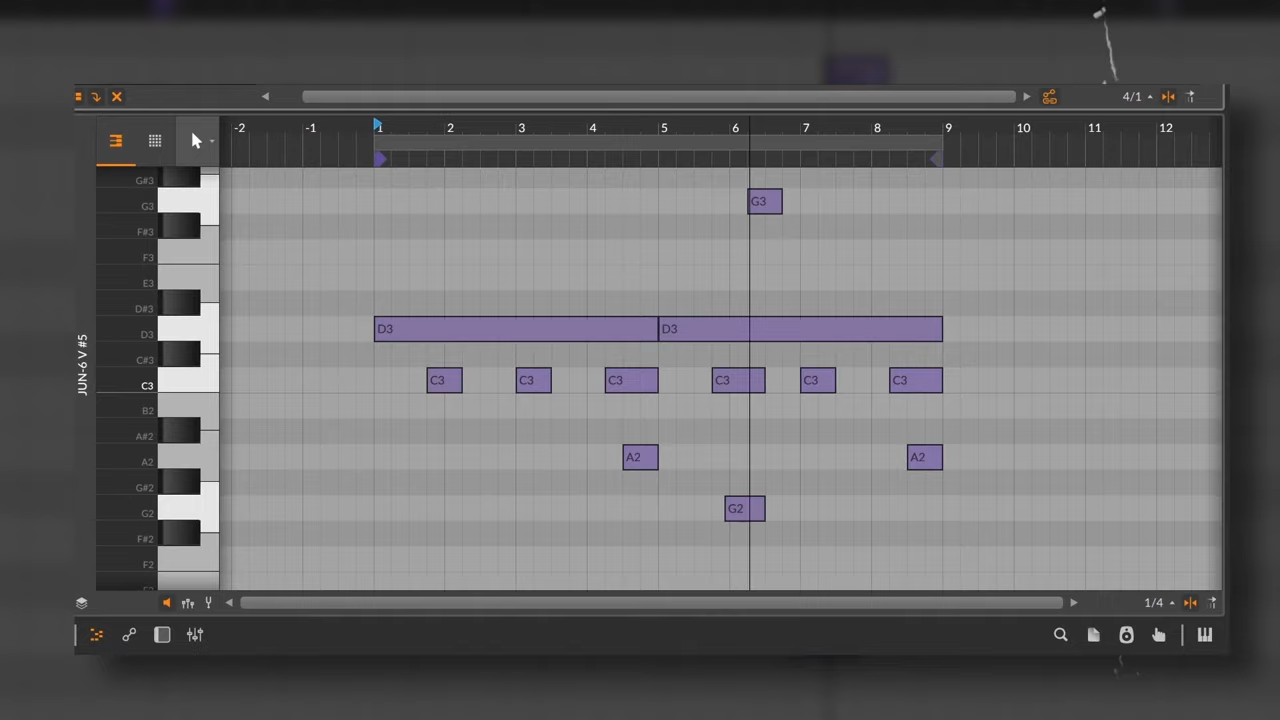 4/1
-2 -1 1 2 3 4 5 6 7 8 9 10 11 12
G#3
G3 G3
F#3
F3
E3
D#3
D3 D3 D3
C#3
C3 C3 C3 C3 C3 C3 C3
B2
A#2
A2 A2 A2
G#2
G2 G2
F#2
F2
JUN-6 V #5
1/4